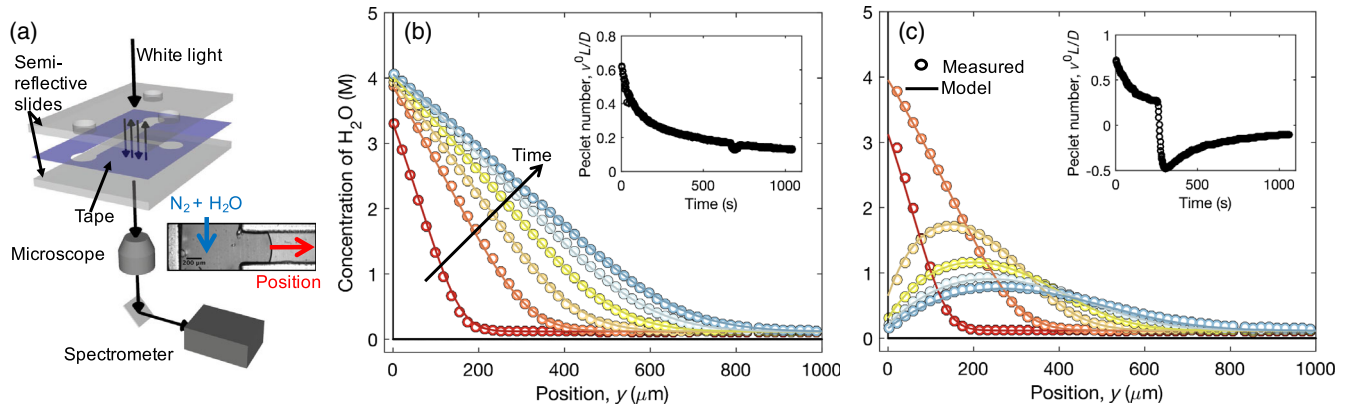 (a)
White light
Semi-
reflective
slides
Tape
N₂ + H₂O
Microscope
200 μm
Position
Spectrometer
(b)
Concentration of H₂O (M)
5
4
3
2
1
0
0 200 400 600 800 1000
Position, y (μm)
Time
Peclet number, v⁰L/D
0.8
0.6
0.4
0.2
0
0 500 1000
Time (s)
(c)
Measured
Model
5
4
3
2
1
0
0 200 400 600 800 1000
Position, y (μm)
Peclet number, v⁰L/D
1
0.5
0
-0.5
0 500 1000
Time (s)